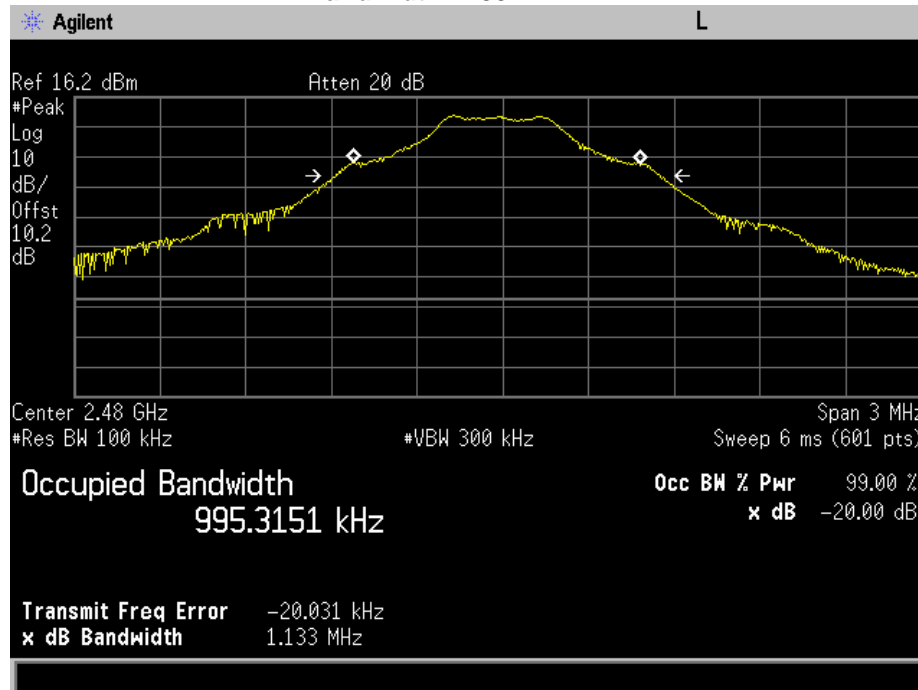 Agilent L
Ref 16.2 dBm Atten 20 dB
#Peak
Log
10
dB/
Offst
10.2
dB
Center 2.48 GHz Span 3 MHz
#Res BW 100 kHz #VBW 300 kHz Sweep 6 ms (601 pts)
Occupied Bandwidth Occ BW % Pwr 99.00 %
995.3151 kHz x dB -20.00 dB
Transmit Freq Error -20.031 kHz
x dB Bandwidth 1.133 MHz